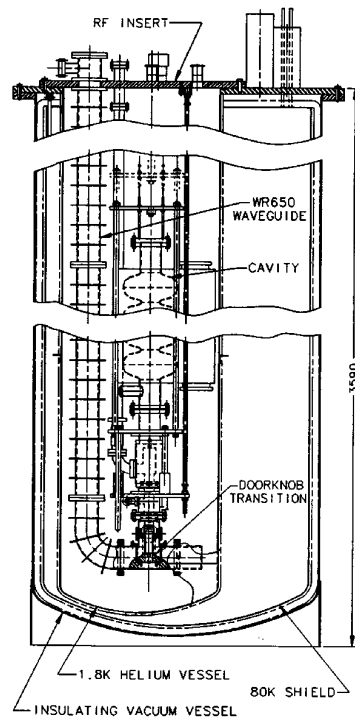 RF INSERT
WR650
WAVEGUIDE
CAVITY
3590
DOORKNOB
TRANSITION
1.8K HELIUM VESSEL
80K SHIELD
INSULATING VACUUM VESSEL